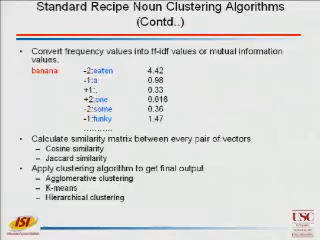 Standard Recipe Noun Clustering Algorithms
(Contd..)
• Convert frequency values into tf-idf values or mutual information
values.
banana -2:eaten 4.42
-1:a 0.98
+1:, 0.33
+2:one 0.016
-2:some 0.36
-1:funky 1.47
...........
• Calculate similarity matrix between every pair of vectors
– Cosine similarity
– Jaccard similarity
• Apply clustering algorithm to get final output
– Agglomerative clustering
– K-means
– Hierarchical clustering
ISI
USC